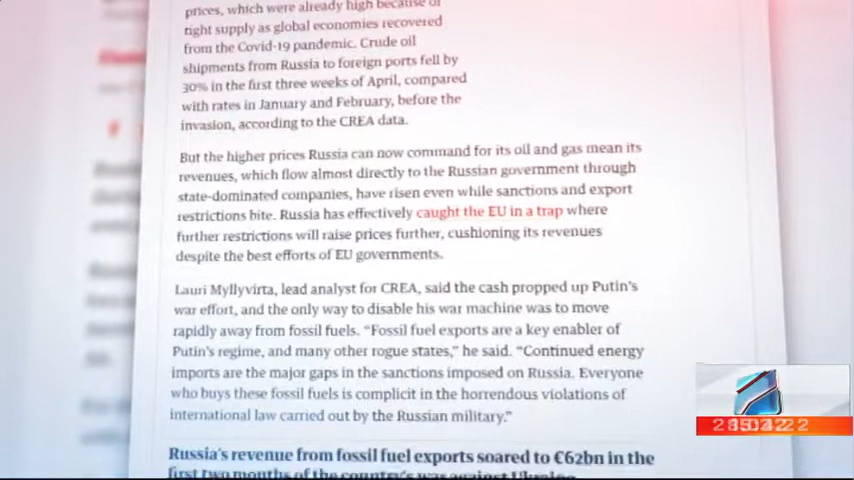 prices, which were already high because of
tight supply as global economies recovered
from the Covid-19 pandemic. Crude oil
shipments from Russia to foreign ports fell by
30% in the first three weeks of April, compared
with rates in January and February, before the
invasion, according to the CREA data.
But the higher prices Russia can now command for its oil and gas mean its
revenues, which flow almost directly to the Russian government through
state-dominated companies, have risen even while sanctions and export
restrictions bite. Russia has effectively caught the EU in a trap where
further restrictions will raise prices further, cushioning its revenues
despite the best efforts of EU governments.
Lauri Myllyvirta, lead analyst for CREA, said the cash propped up Putin's
war effort, and the only way to disable his war machine was to move
rapidly away from fossil fuels. “Fossil fuel exports are a key enabler of
Putin's regime, and many other rogue states,” he said. “Continued energy
imports are the major gaps in the sanctions imposed on Russia. Everyone
who buys these fossil fuels is complicit in the horrendous violations of
international law carried out by the Russian military.”
Russia's revenue from fossil fuel exports soared to €62bn in the
first two months of the country's war against Ukraine